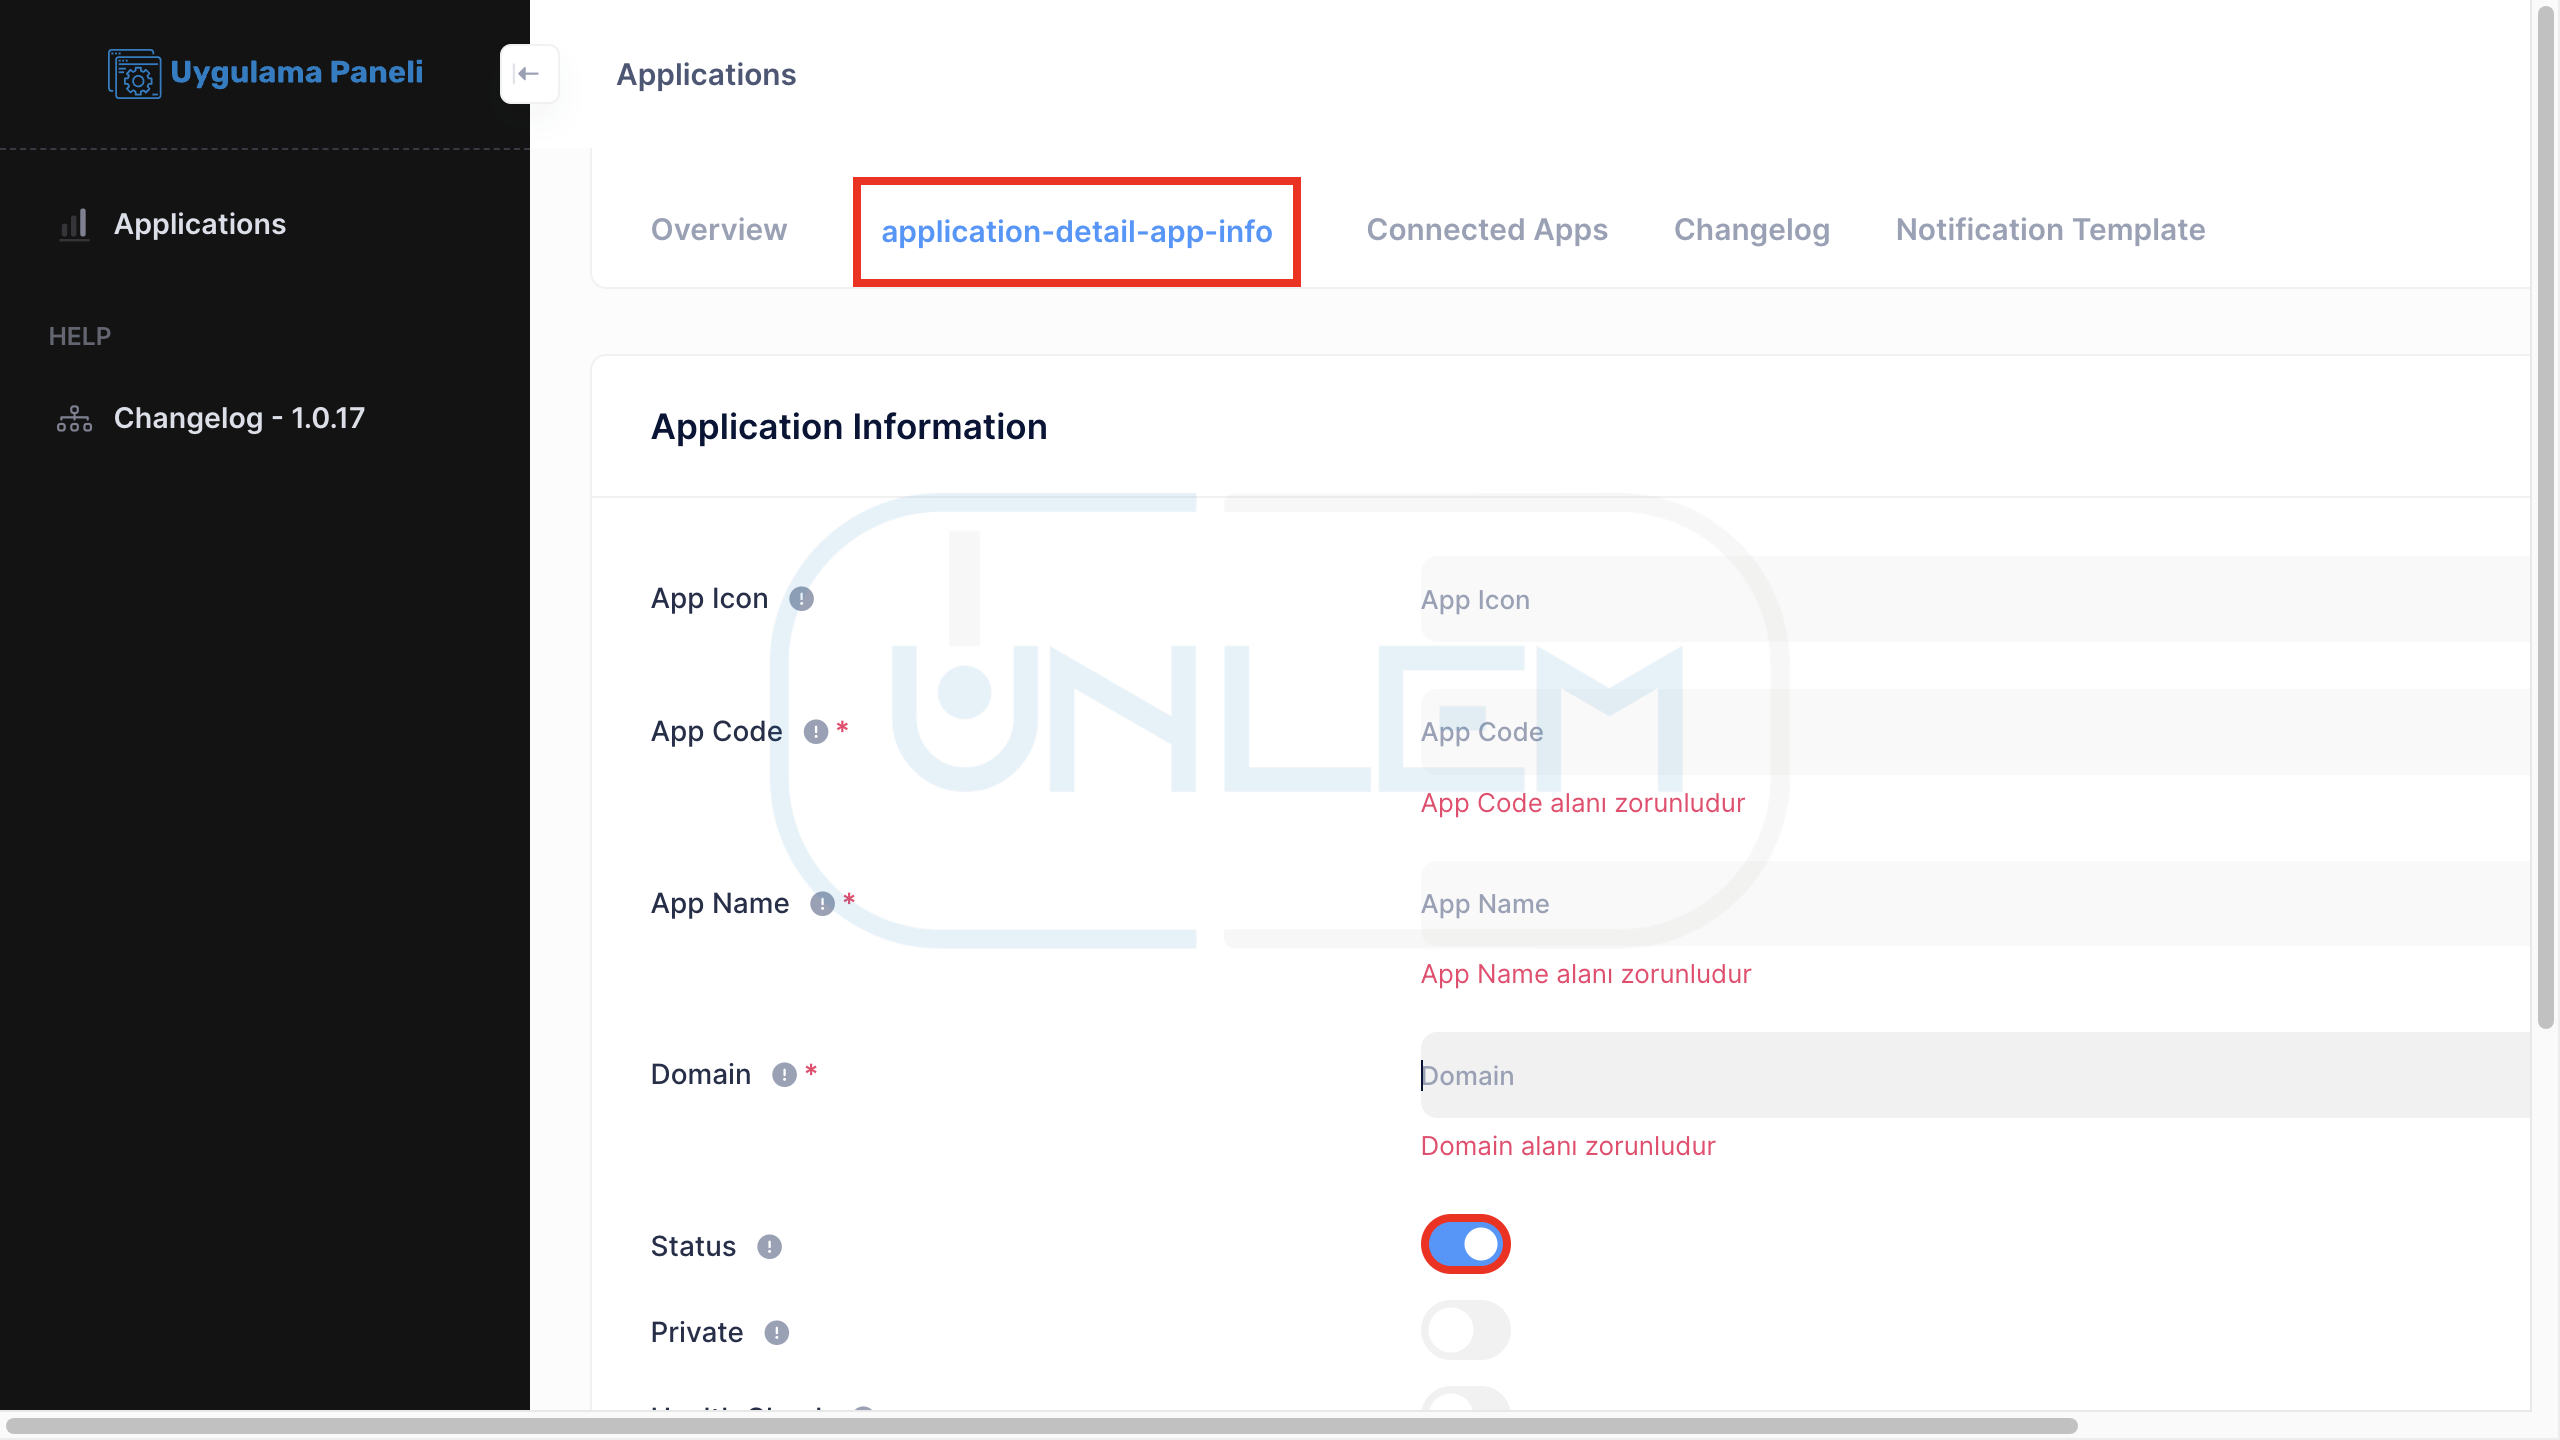 Uygulama Paneli
Applications
Applications
HELP
Changelog - 1.0.17
Overview
application-detail-app-info
Connected Apps
Changelog
Notification Template
Application Information
App Icon
App Icon
App Code *
App Code
App Code alanı zorunludur
App Name *
App Name
App Name alanı zorunludur
Domain *
Domain
Domain alanı zorunludur
Status
Private
UNLEM